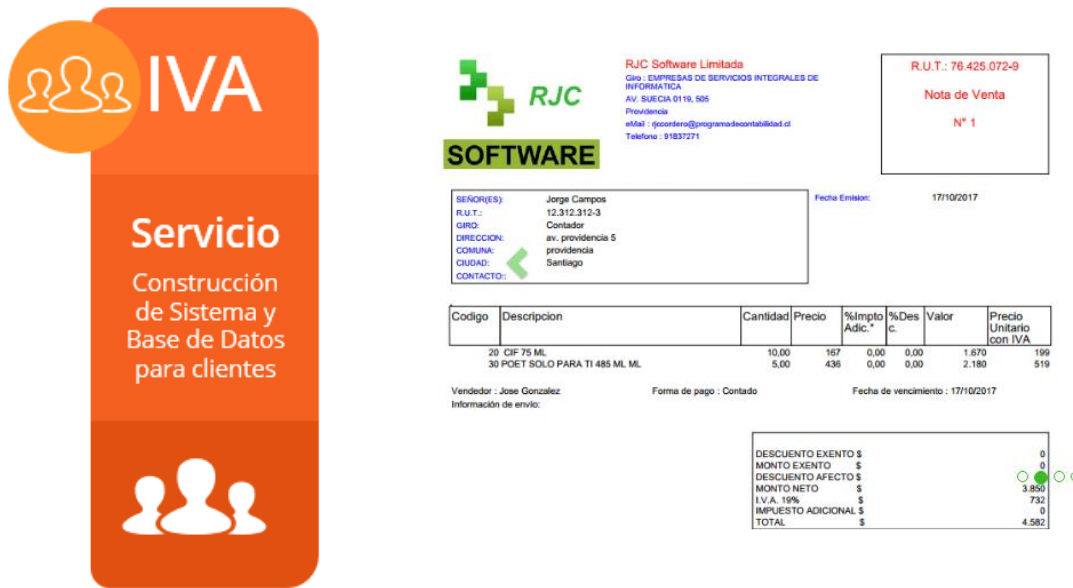 IVA
Servicio
Construcción
de Sistema y
Base de Datos
para clientes
RJC
SOFTWARE
RJC Software Limitada
Giro : EMPRESAS DE SERVICIOS INTEGRALES DE
INFORMATICA
AV. SUECIA 0119, 505
Providencia
eMail : rjccordero@programadecontabilidad.cl
Telefono : 91837271
R.U.T.: 76.425.072-9
Nota de Venta
N° 1
SEÑOR(ES): Jorge Campos
R.U.T.: 12.312.312-3
GIRO: Contador
DIRECCION: av. providencia 5
COMUNA: providencia
CIUDAD: Santiago
CONTACTO::
Fecha Emision: 17/10/2017
Codigo Descripcion Cantidad Precio %Impto %Des Valor Precio
Adic.* c. Unitario
con IVA
20 CIF 75 ML 10,00 167 0,00 0,00 1.670 199
30 POET SOLO PARA TI 485 ML ML 5,00 436 0,00 0,00 2.180 519
Vendedor : Jose Gonzalez Forma de pago : Contado Fecha de vencimiento : 17/10/2017
Información de envío:
DESCUENTO EXENTO $ 0
MONTO EXENTO $ 0
DESCUENTO AFECTO $
MONTO NETO $ 3.850
I.V.A. 19% $ 732
IMPUESTO ADICIONAL $ 0
TOTAL $ 4.582